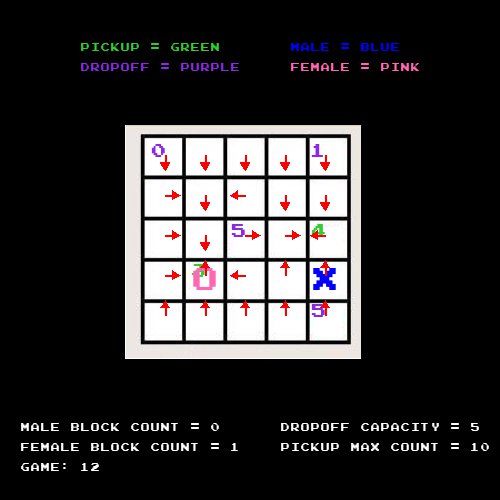 PICKUP = GREEN MALE = BLUE
DROPOFF = PURPLE FEMALE = PINK
0 1
5 4
O X
5
MALE BLOCK COUNT = 0 DROPOFF CAPACITY = 5
FEMALE BLOCK COUNT = 1 PICKUP MAX COUNT = 10
GAME: 12